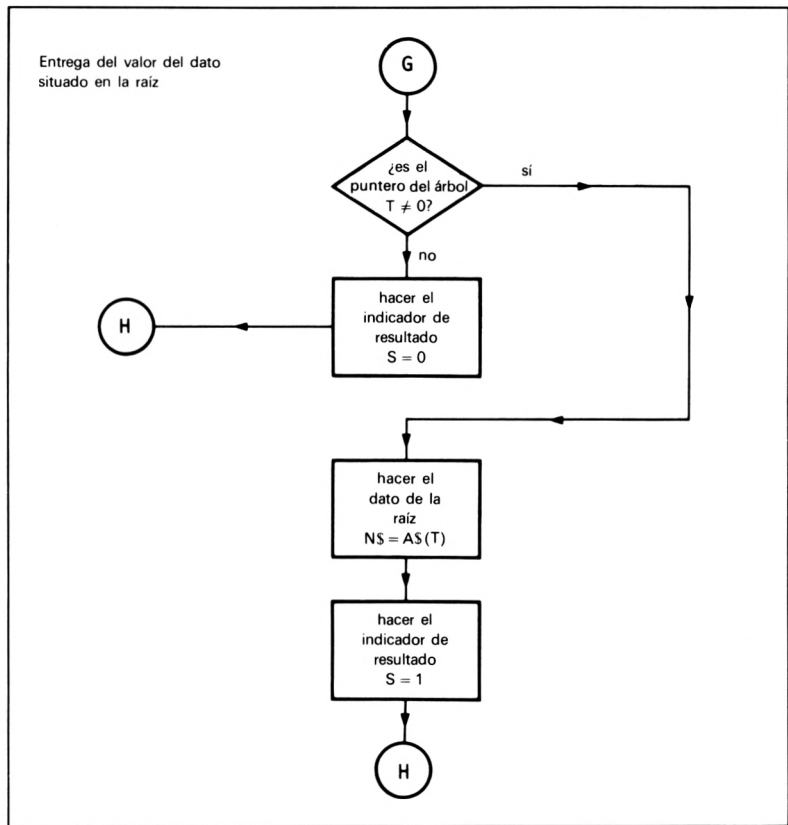 Entrega del valor del dato
situado en la raíz
G
¿es el
puntero del árbol
T ≠ 0?
sí
no
hacer el
indicador de
resultado
S = 0
H
hacer el
dato de la
raíz
N$ = A$(T)
hacer el
indicador de
resultado
S = 1
H